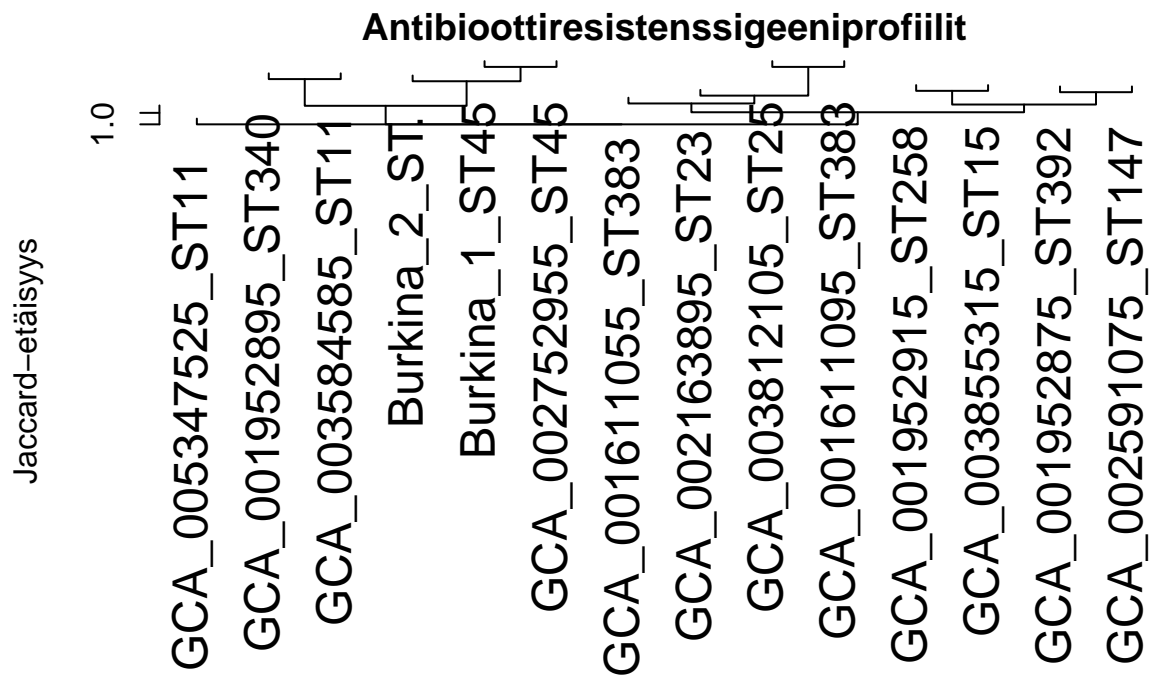 Antibioottiresistenssigeeniprofiilit
1.0
Jaccard–etäisyys
GCA_005347525_ST11
GCA_001952895_ST340
GCA_003584585_ST11
Burkina_2_ST.
Burkina_1_ST45
GCA_002752955_ST45
GCA_001611055_ST383
GCA_002163895_ST23
GCA_003812105_ST25
GCA_001611095_ST383
GCA_001952915_ST258
GCA_003855315_ST15
GCA_001952875_ST392
GCA_002591075_ST147